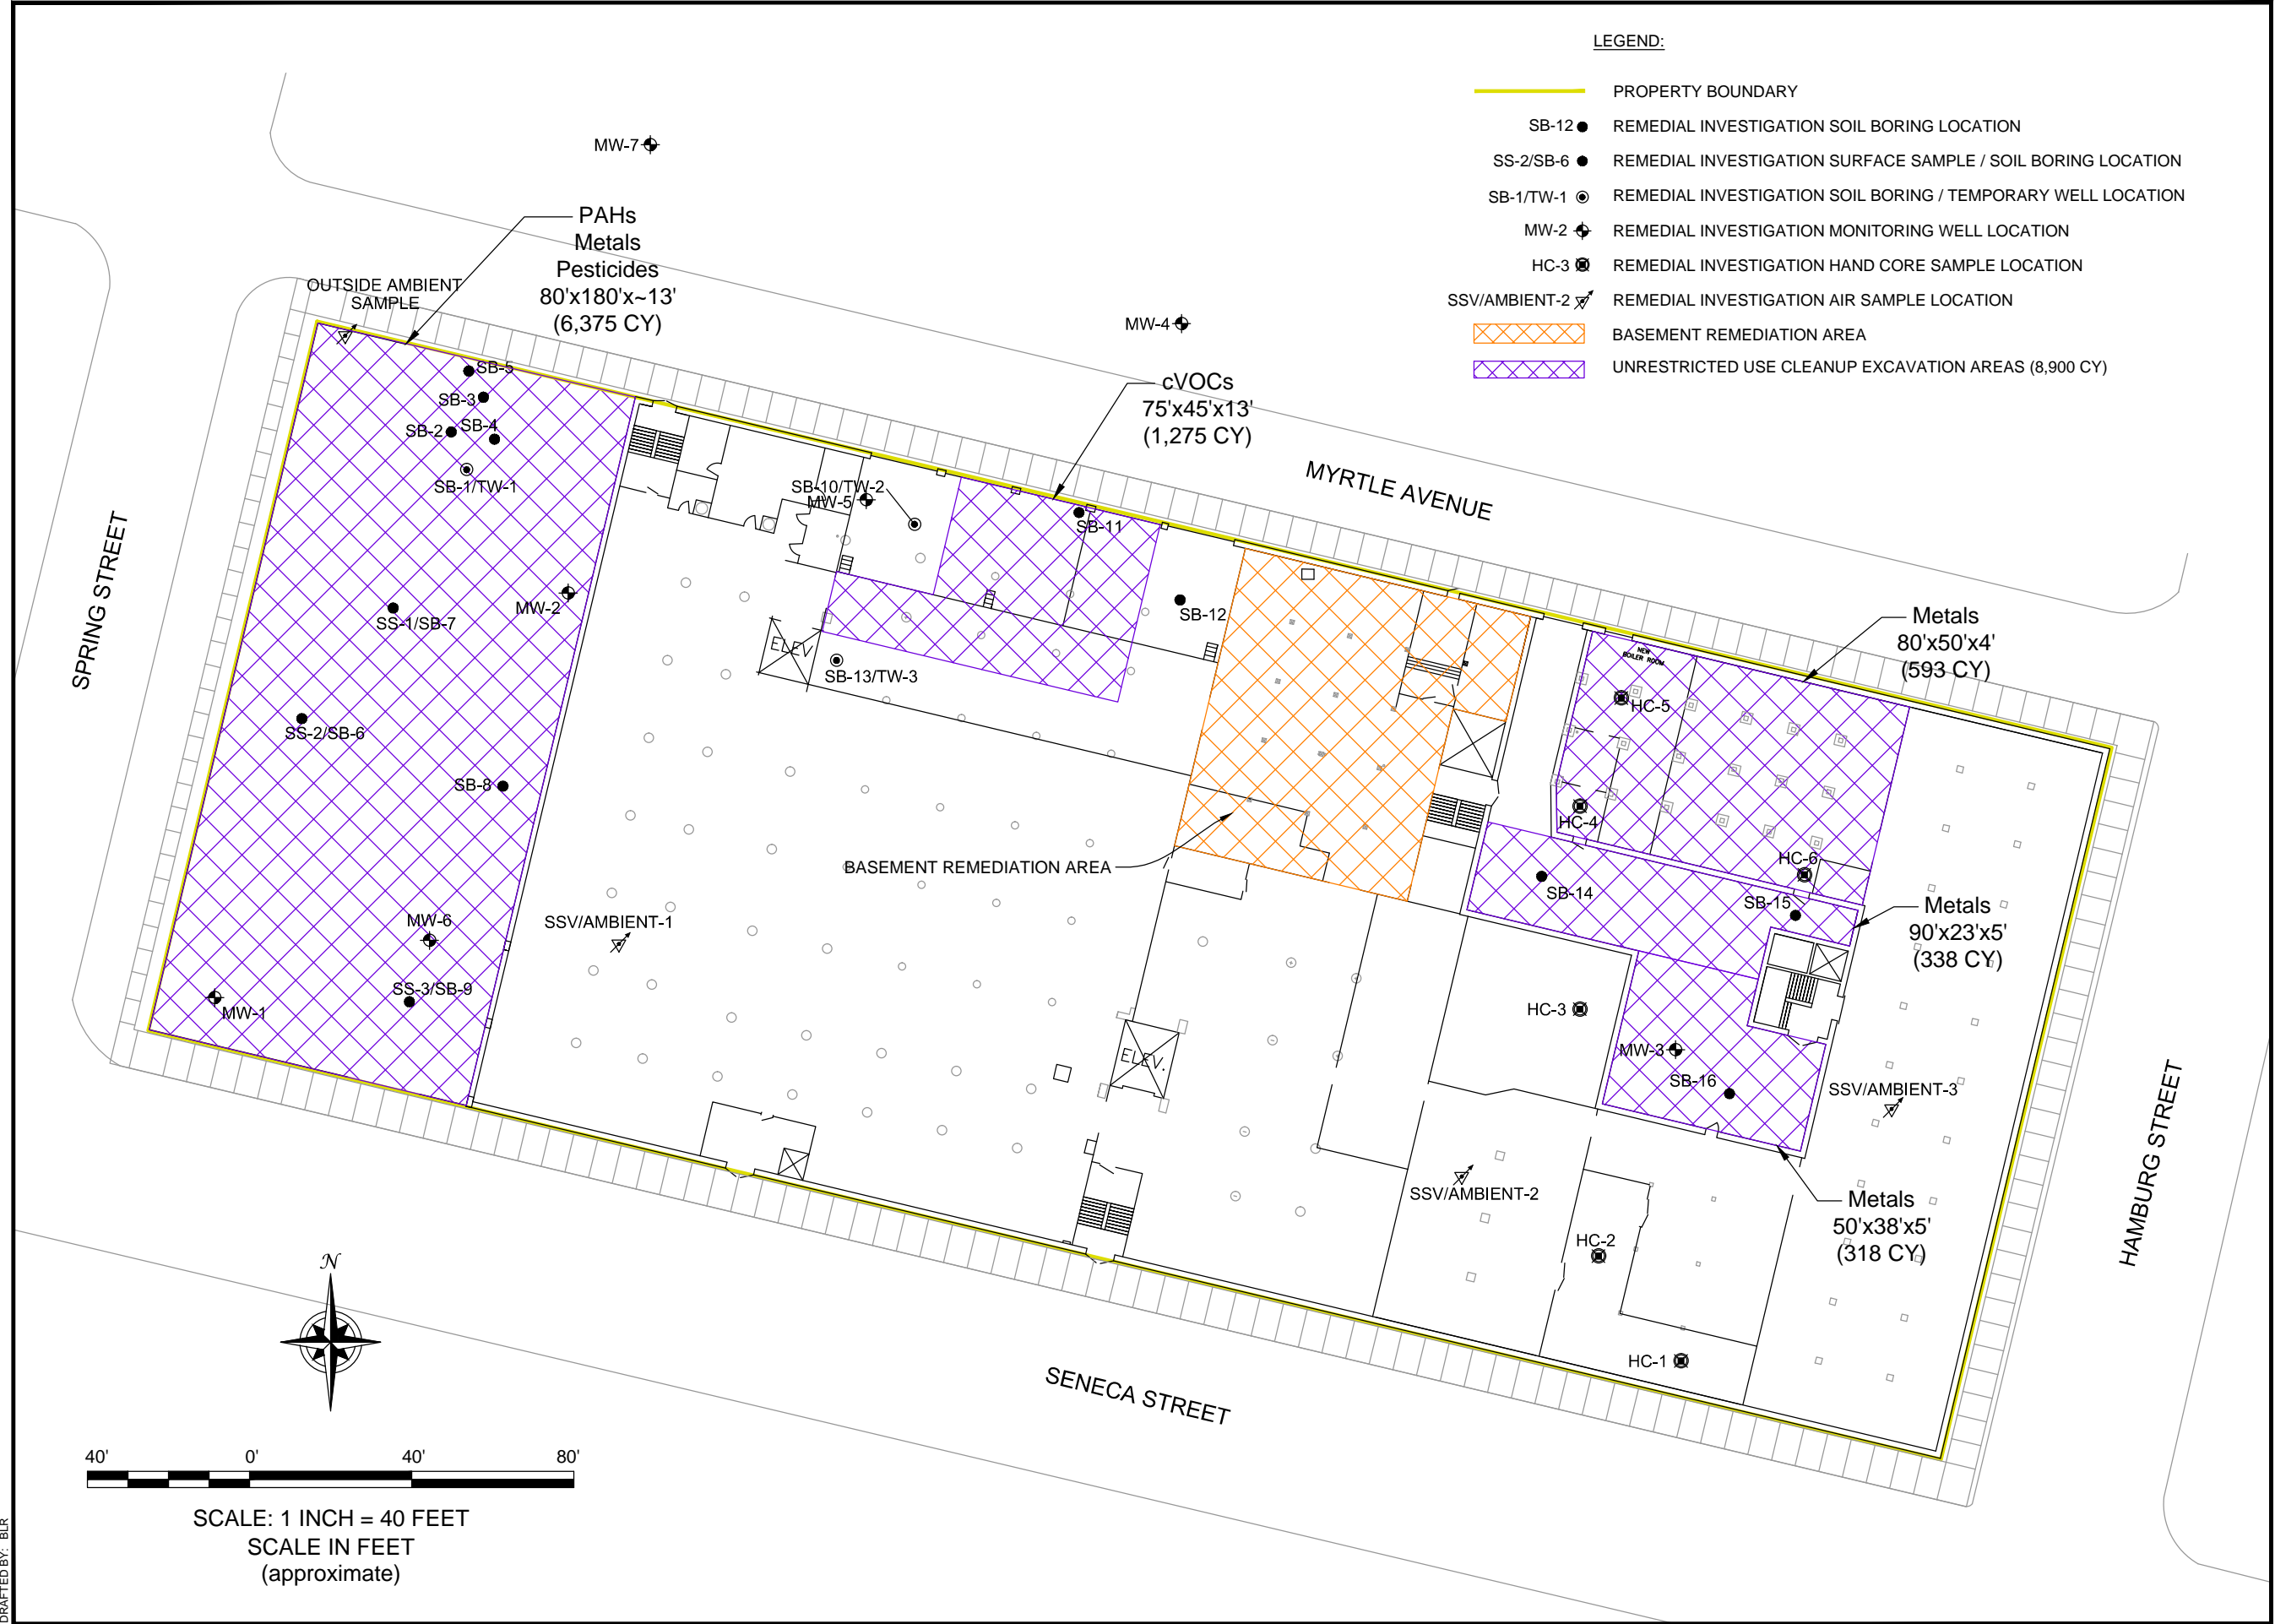 LEGEND:
PROPERTY BOUNDARY
SB-12 REMEDIAL INVESTIGATION SOIL BORING LOCATION
SS-2/SB-6 REMEDIAL INVESTIGATION SURFACE SAMPLE / SOIL BORING LOCATION
SB-1/TW-1 REMEDIAL INVESTIGATION SOIL BORING / TEMPORARY WELL LOCATION
MW-2 REMEDIAL INVESTIGATION MONITORING WELL LOCATION
HC-3 REMEDIAL INVESTIGATION HAND CORE SAMPLE LOCATION
SSV/AMBIENT-2 REMEDIAL INVESTIGATION AIR SAMPLE LOCATION
BASEMENT REMEDIATION AREA
UNRESTRICTED USE CLEANUP EXCAVATION AREAS (8,900 CY)
MW-7
PAHs
Metals
Pesticides
80'x180'x~13'
(6,375 CY)
OUTSIDE AMBIENT
SAMPLE
MW-4
cVOCs
75'x45'x13'
(1,275 CY)
MYRTLE AVENUE
SB-5
SB-3
SB-2
SB-4
SB-1/TW-1
SB-10/TW-2
MW-5
SB-11
SPRING STREET
MW-2
SS-1/SB-7
SB-12
ELEV.
SB-13/TW-3
Metals
80'x50'x4'
(593 CY)
NEW
BOILER ROOM
HC-5
SS-2/SB-6
SB-8
HC-4
BASEMENT REMEDIATION AREA
HC-6
SB-14
SB-15
Metals
90'x23'x5'
(338 CY)
MW-6
SSV/AMBIENT-1
SS-3/SB-9
MW-1
HC-3
MW-3
ELEV.
SB-16
SSV/AMBIENT-3
HAMBURG STREET
SSV/AMBIENT-2
Metals
50'x38'x5'
(318 CY)
HC-2
HC-1
N
SENECA STREET
40' 0' 40' 80'
SCALE: 1 INCH = 40 FEET
SCALE IN FEET
(approximate)
DRAFTED BY: BLR